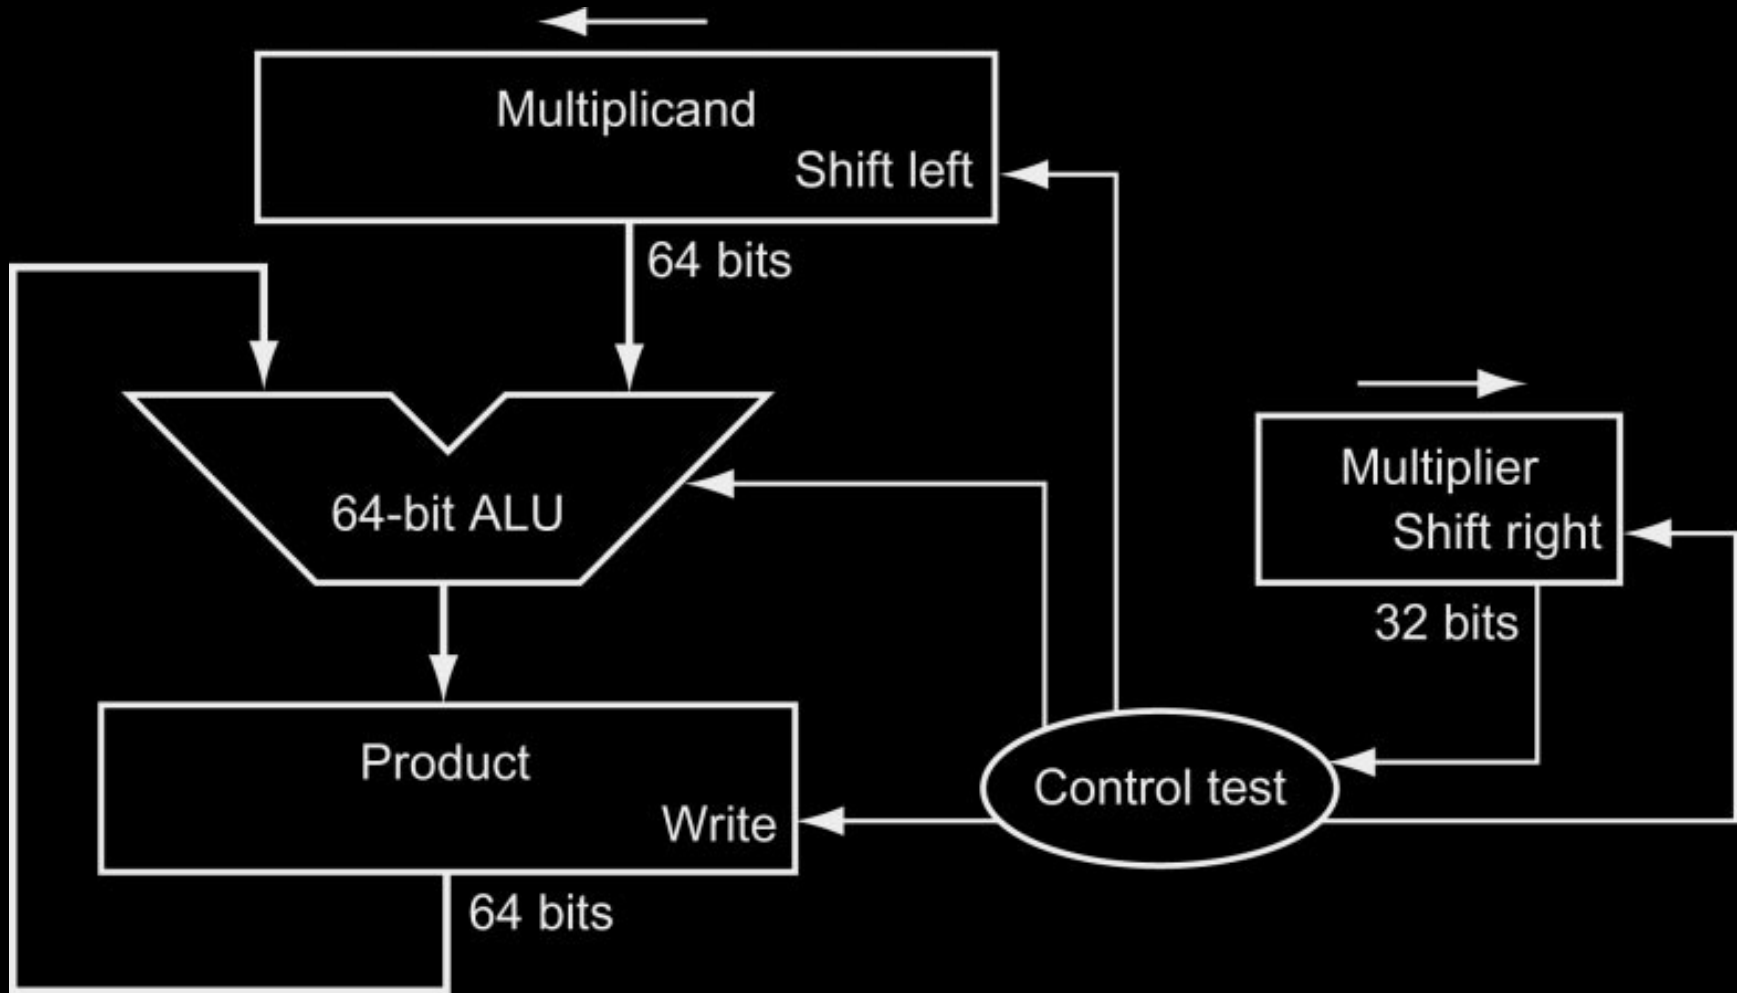 Multiplicand
Shift left
64 bits
64-bit ALU
Multiplier
Shift right
32 bits
Product
Write
Control test
64 bits